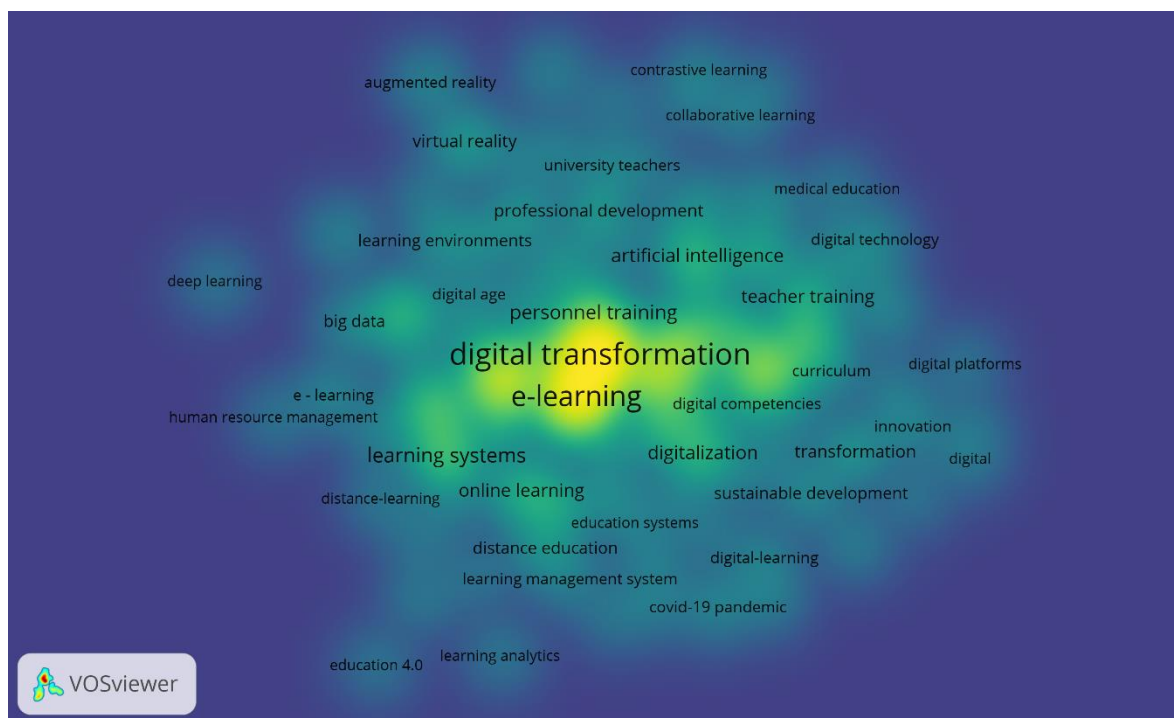 contrastive learning
augmented reality
collaborative learning
virtual reality
university teachers
medical education
professional development
learning environments
digital technology
artificial intelligence
deep learning
digital age
teacher training
personnel training
big data
digital transformation
digital platforms
curriculum
e - learning
e-learning
digital competencies
human resource management
innovation
learning systems
digitalization
transformation
digital
online learning
sustainable development
distance-learning
education systems
distance education
digital-learning
learning management system
covid-19 pandemic
learning analytics
education 4.0
VOSviewer